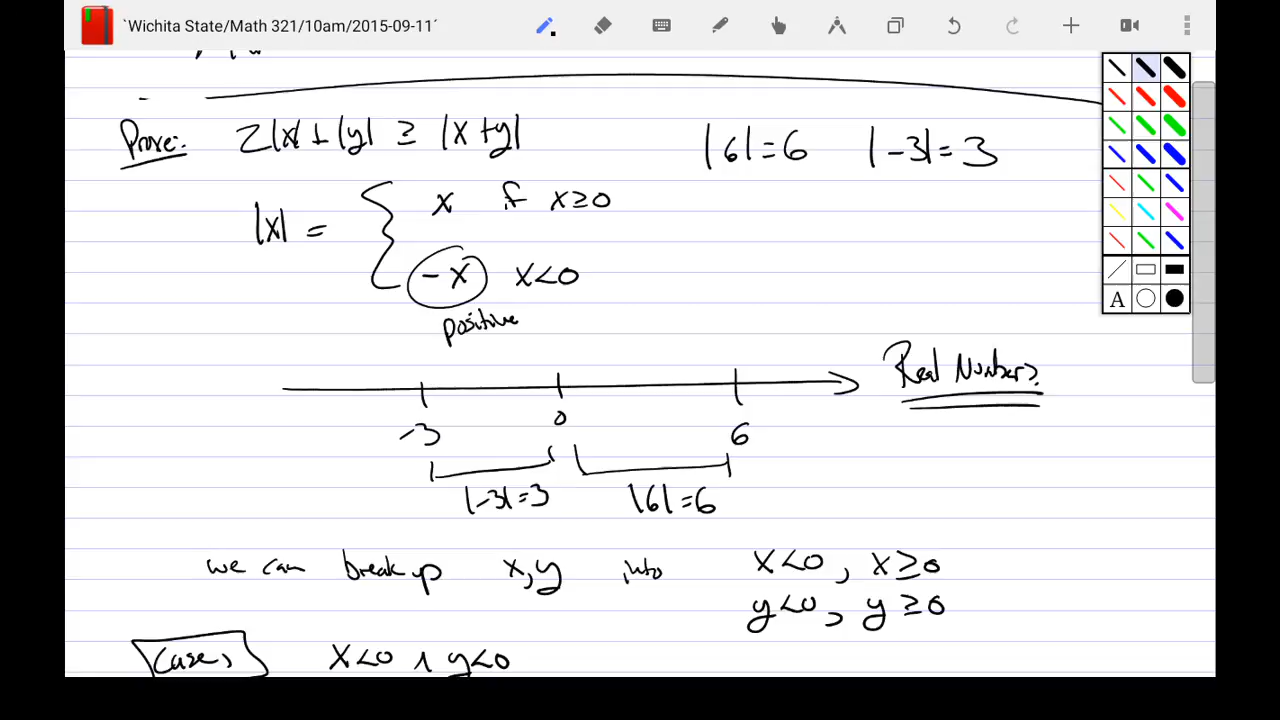 `Wichita State/Math 321/10am/2015-09-11´
Prove: 2|x| + |y| ≥ |x+y| |6|=6 |-3|=3
|x| = { x if x≥0
-x x<0
positive
Real Numbers.
-3 0 6
|-3|=3 |6|=6
we can break up x,y into x<0, x≥0
y<0, y≥0
Cases x<0 ∧ y<0
A